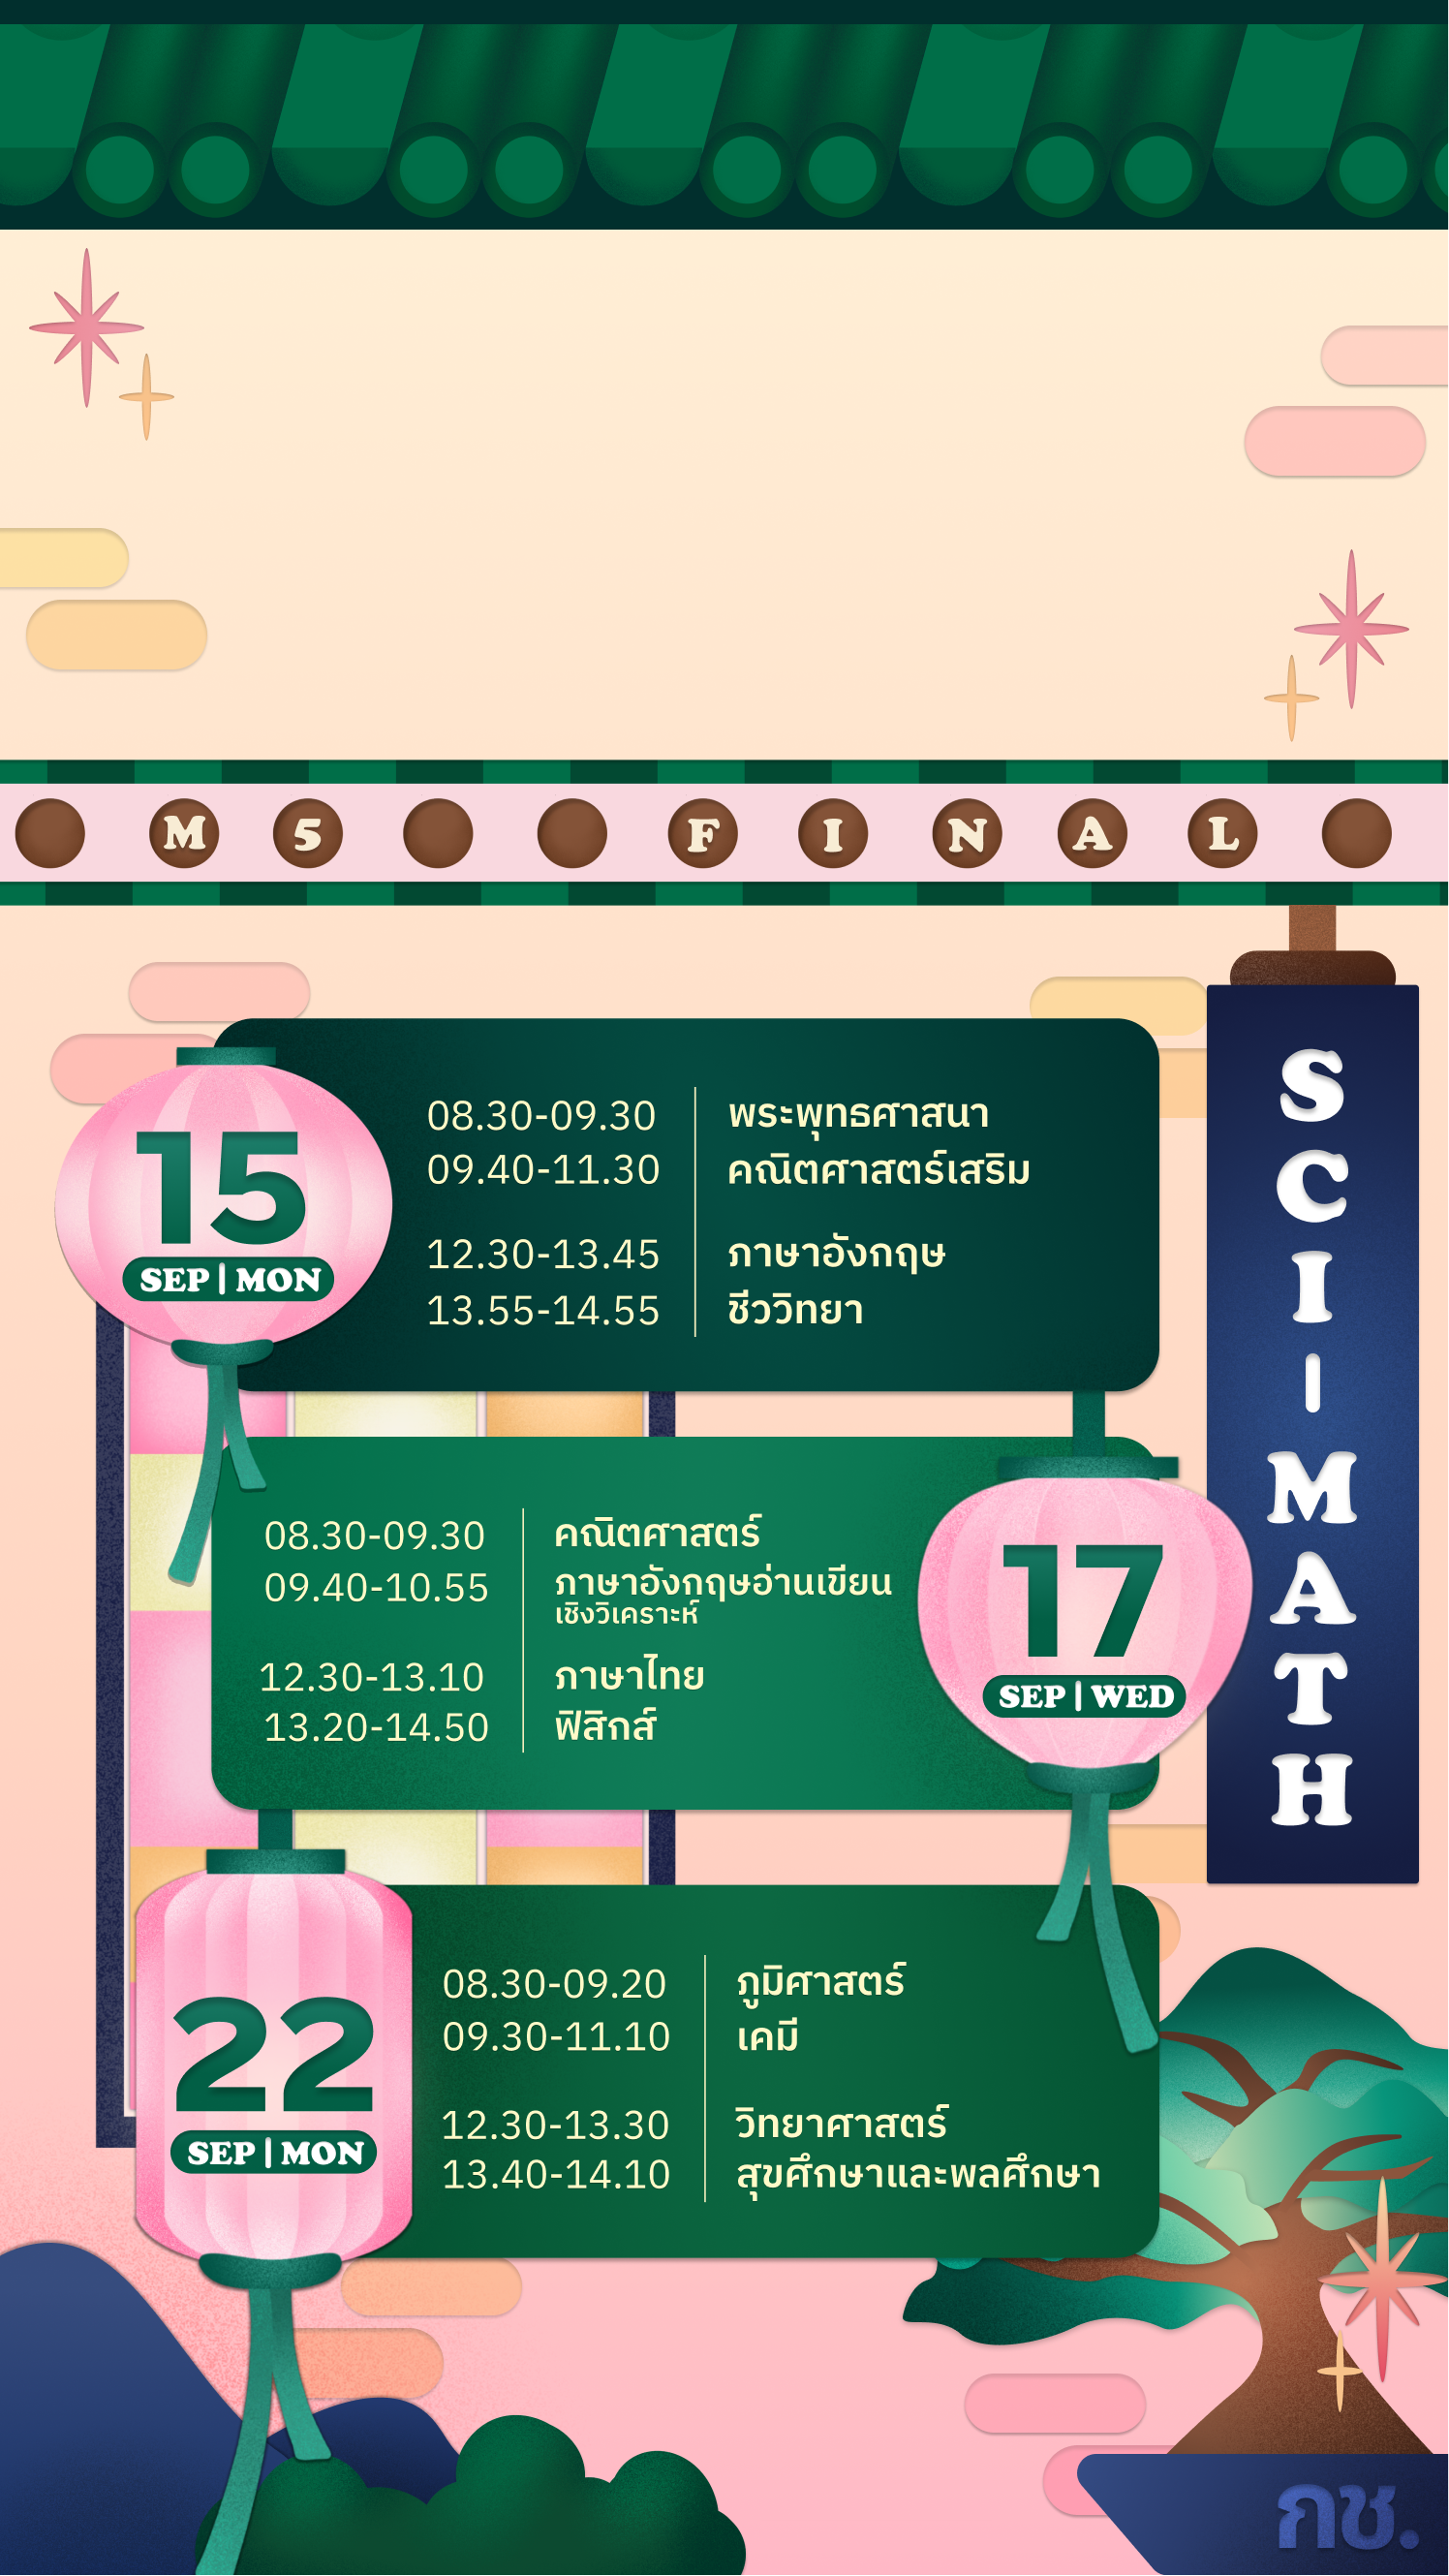 M5 FINAL
SCI-MATH
15
SEP|MON
08.30-09.30 พระพุทธศาสนา
09.40-11.30 คณิตศาสตร์เสริม
12.30-13.45 ภาษาอังกฤษ
13.55-14.55 ชีววิทยา
17
SEP|WED
08.30-09.30 คณิตศาสตร์
09.40-10.55 ภาษาอังกฤษอ่านเขียน
เชิงวิเคราะห์
12.30-13.10 ภาษาไทย
13.20-14.50 ฟิสิกส์
22
SEP|MON
08.30-09.20 ภูมิศาสตร์
09.30-11.10 เคมี
12.30-13.30 วิทยาศาสตร์
13.40-14.10 สุขศึกษาและพลศึกษา
กช.